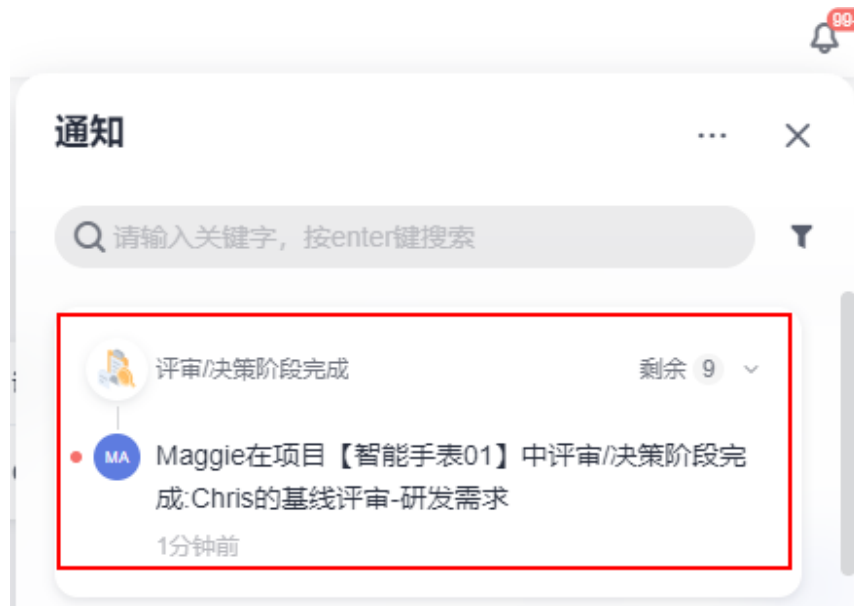 99
通知
请输入关键字，按enter键搜索
评审/决策阶段完成 剩余 9
MA
Maggie在项目【智能手表01】中评审/决策阶段完
成:Chris的基线评审-研发需求
1分钟前